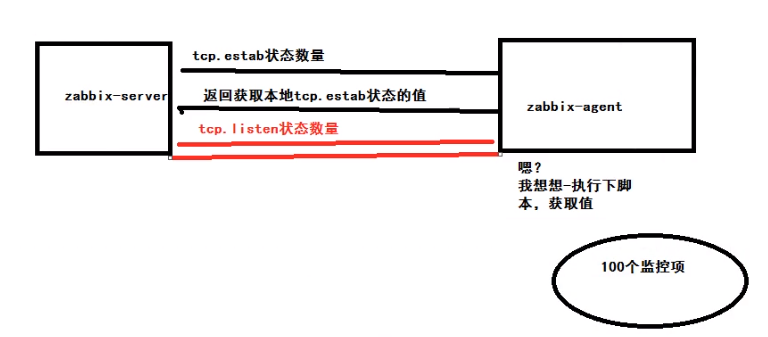 tcp.estab状态数量
zabbix-server
返回获取本地tcp.estab状态的值
zabbix-agent
tcp.listen状态数量
嗯?
我想想-执行下脚
本，获取值
100个监控项